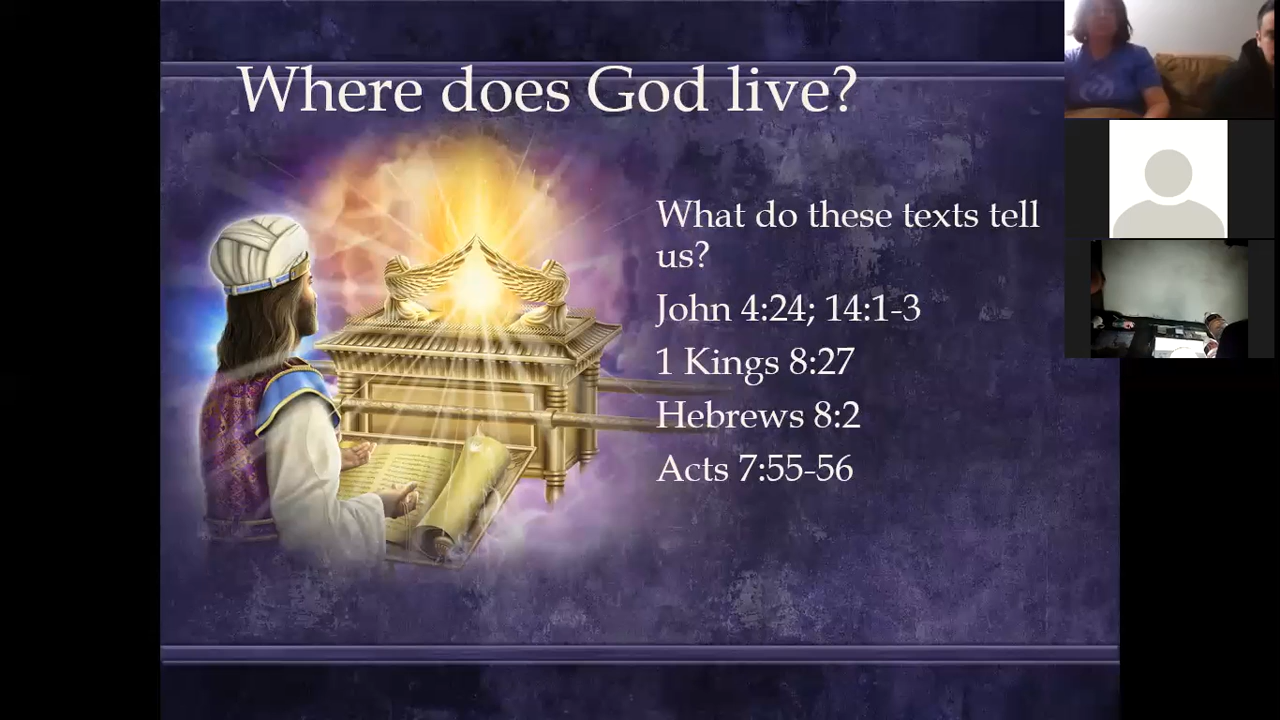 Where does God live?
What do these texts tell
us?
John 4:24; 14:1-3
1 Kings 8:27
Hebrews 8:2
Acts 7:55-56